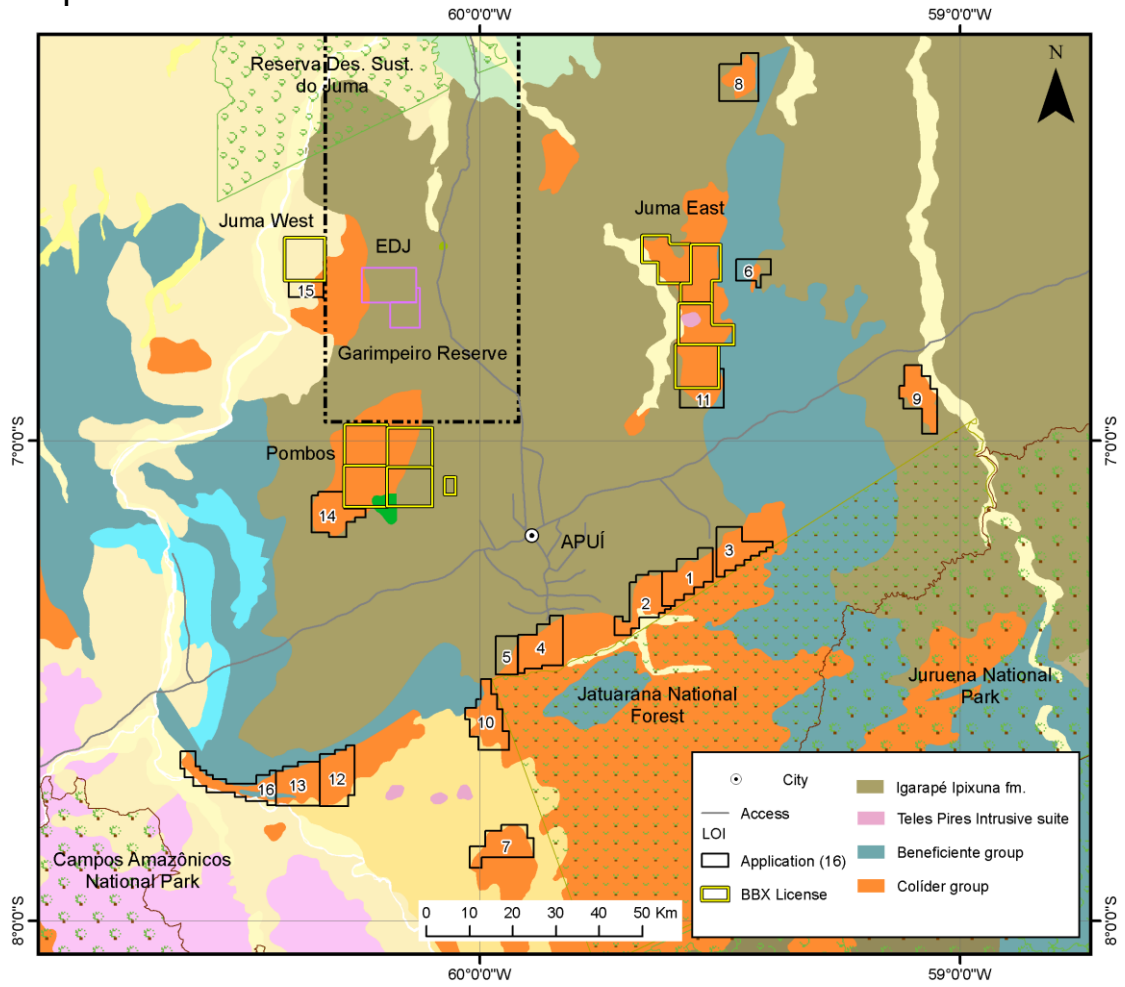 60°0'0"W
59°0'0"W
Reserva Des. Sust.
do Juma
N
8
Juma West
Juma East
EDJ
6
15
Garimpeiro Reserve
11
9
7°0'0"S
7°0'0"S
Pombos
14
APUÍ
3
1
2
4
5
Jatuarana National
Forest
Juruena National
Park
10
16
13
12
7
Campos Amazônicos
National Park
City
Access
LOI
Application (16)
BBX License
Igarapé Ipixuna fm.
Teles Pires Intrusive suite
Beneficiente group
Colíder group
0 10 20 30 40 50 Km
8°0'0"S
8°0'0"S
60°0'0"W
59°0'0"W